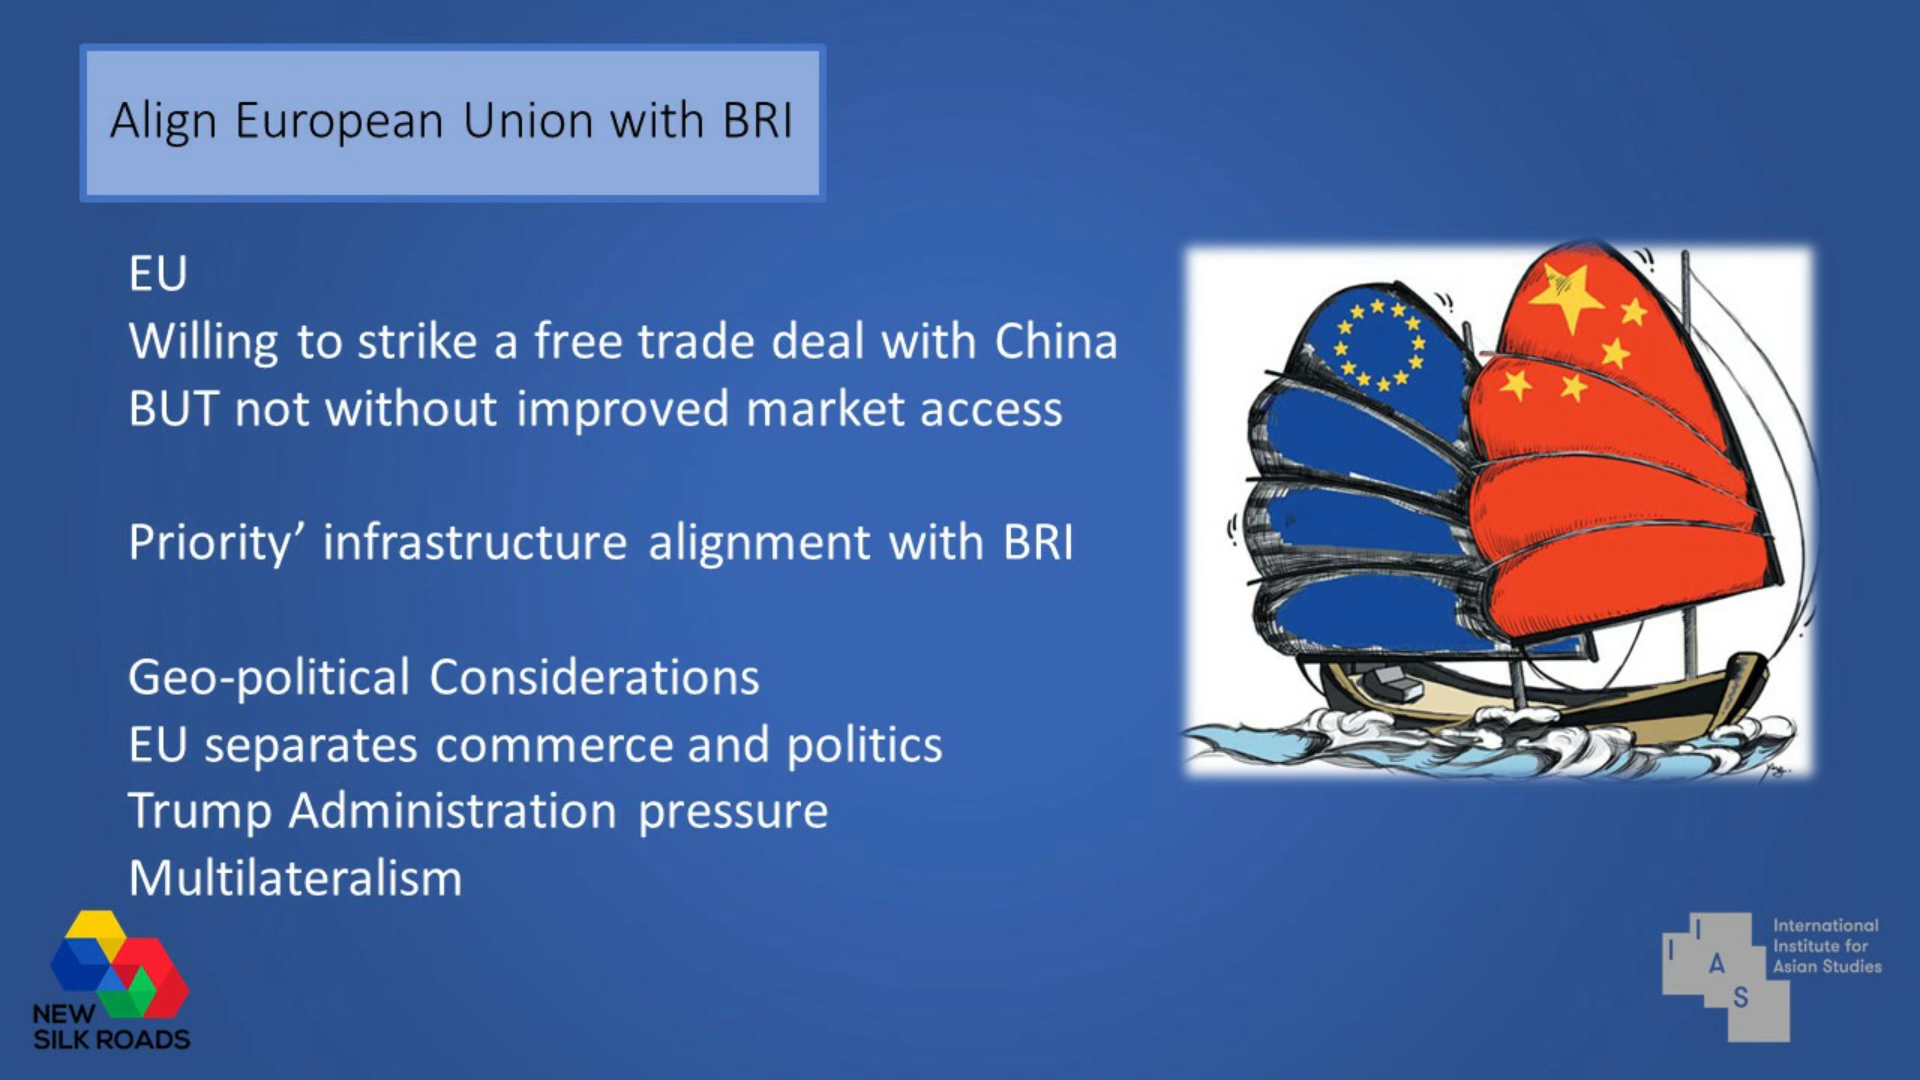 Align European Union with BRI
EU
Willing to strike a free trade deal with China
BUT not without improved market access
Priority’ infrastructure alignment with BRI
Geo-political Considerations
EU separates commerce and politics
Trump Administration pressure
Multilateralism
NEW
SILK ROADS
I
I
A
S
International
Institute for
Asian Studies